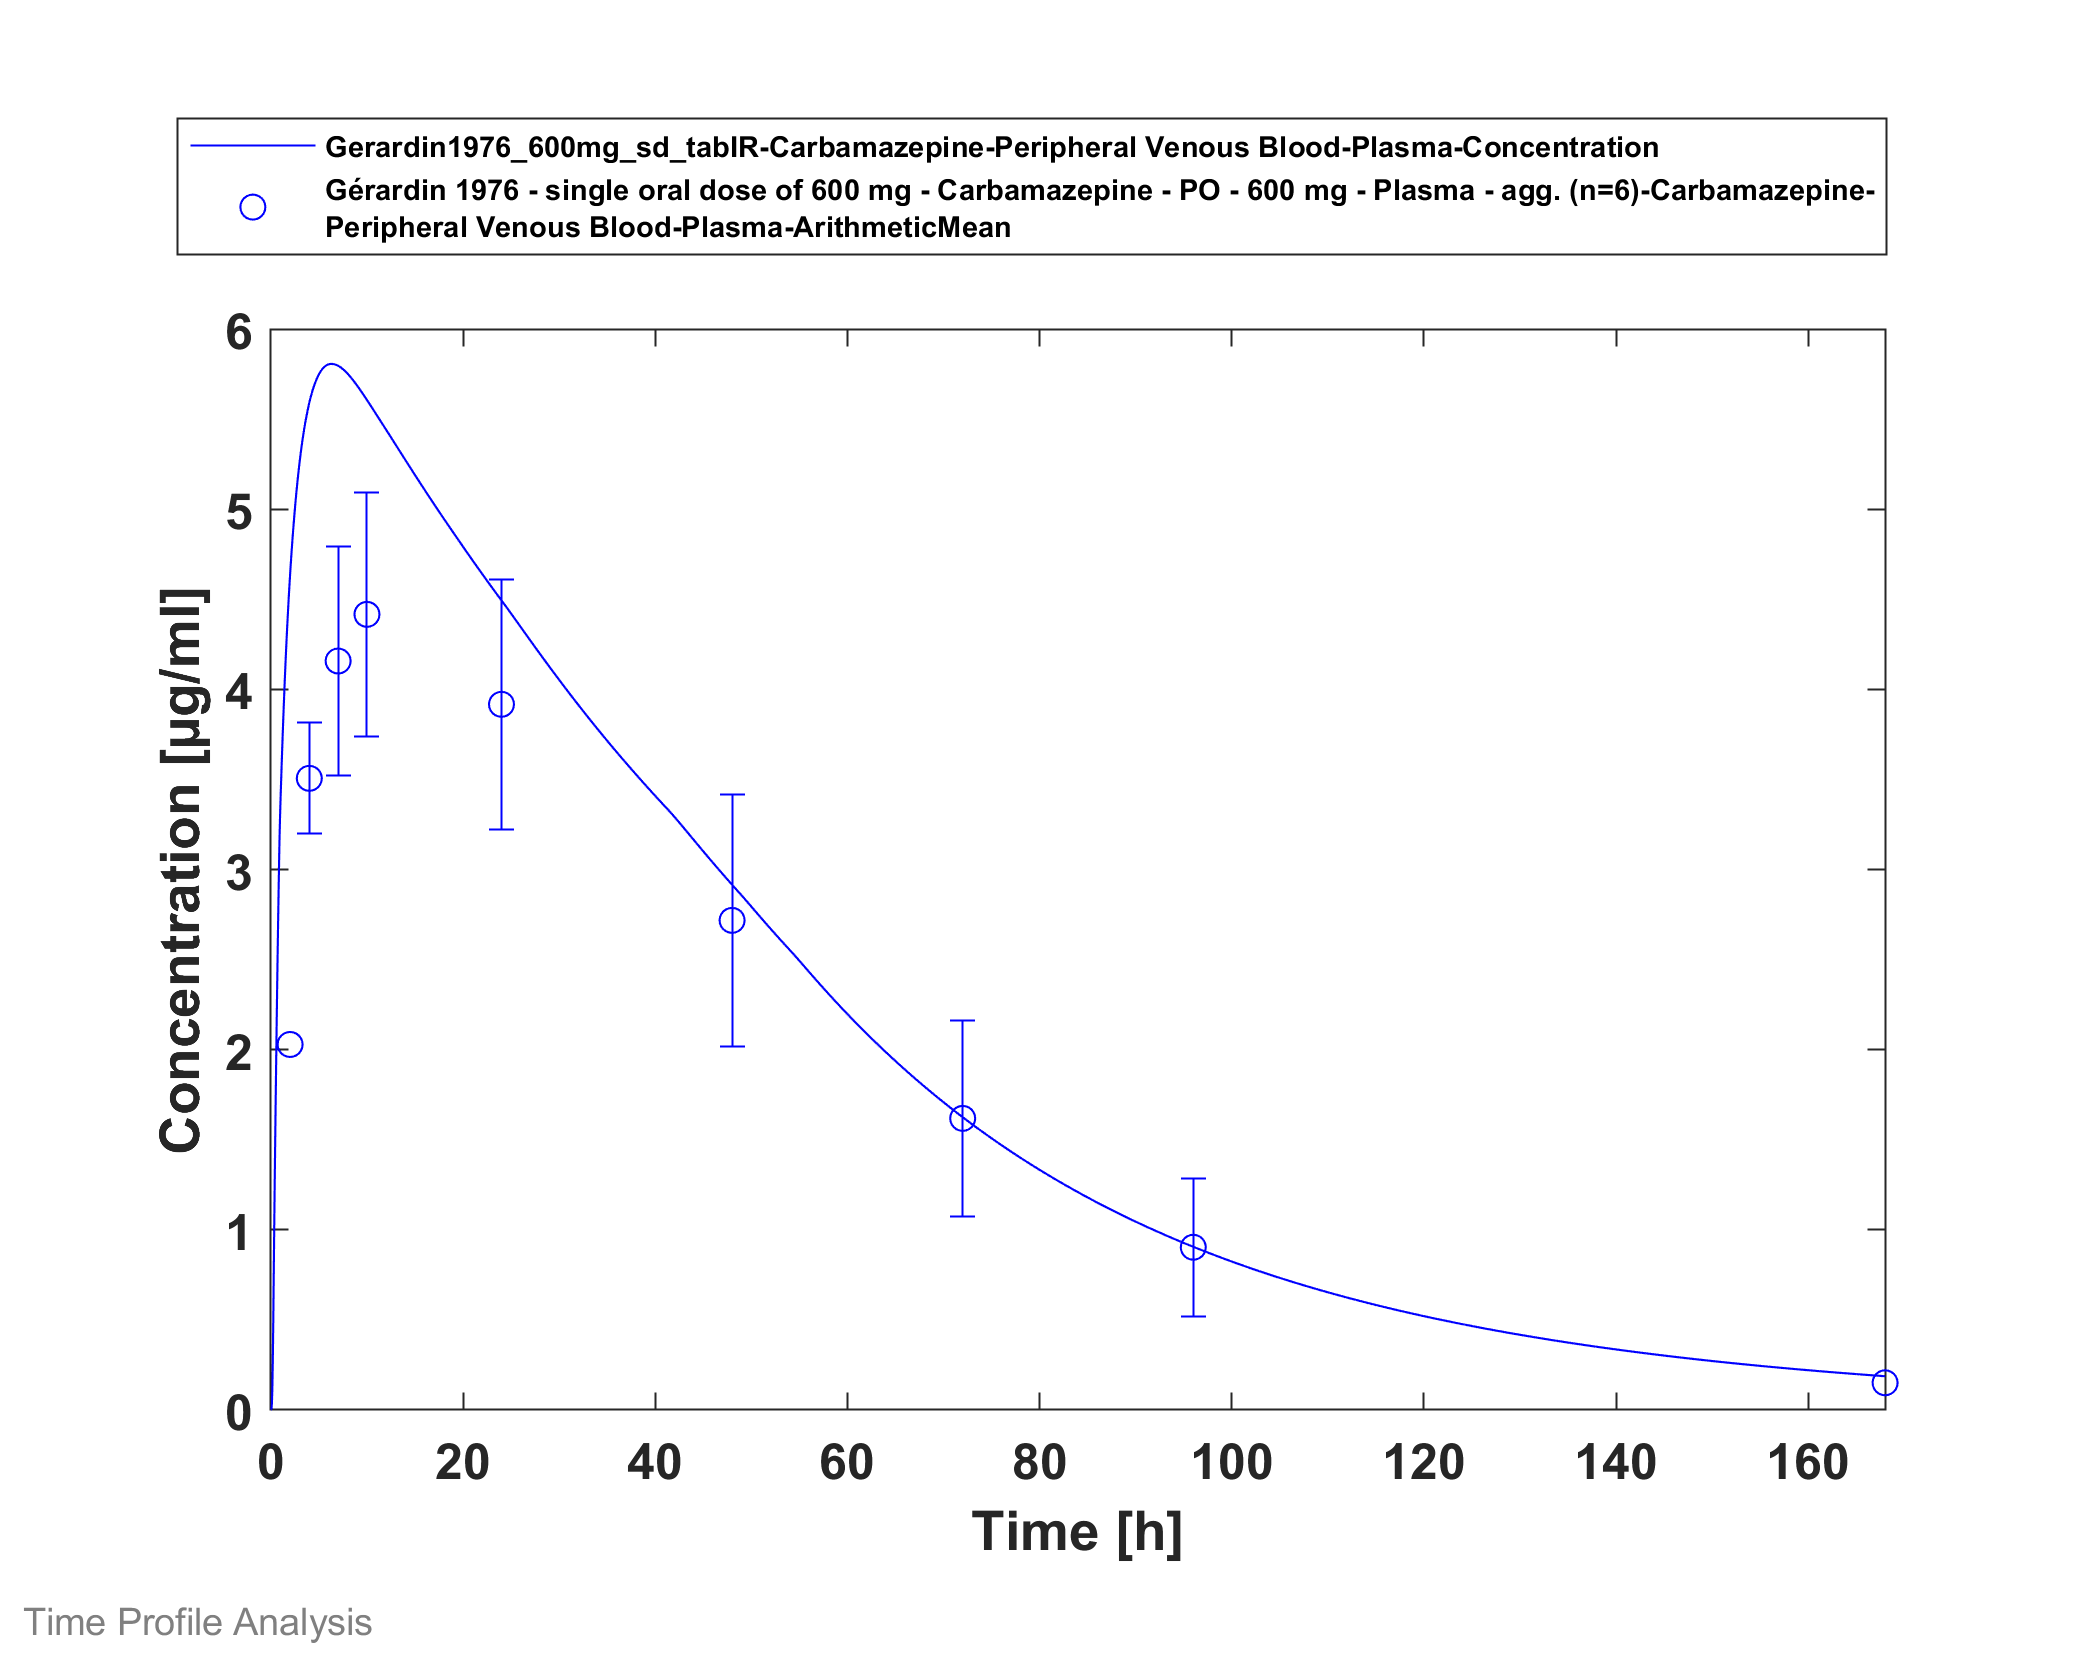 Gerardin1976_600mg_sd_tabIR-Carbamazepine-Peripheral Venous Blood-Plasma-Concentration
Gérardin 1976 - single oral dose of 600 mg - Carbamazepine - PO - 600 mg - Plasma - agg. (n=6)-Carbamazepine-
Peripheral Venous Blood-Plasma-ArithmeticMean
6
5
4
3
2
1
0
Concentration [µg/ml]
0 20 40 60 80 100 120 140 160
Time [h]
Time Profile Analysis